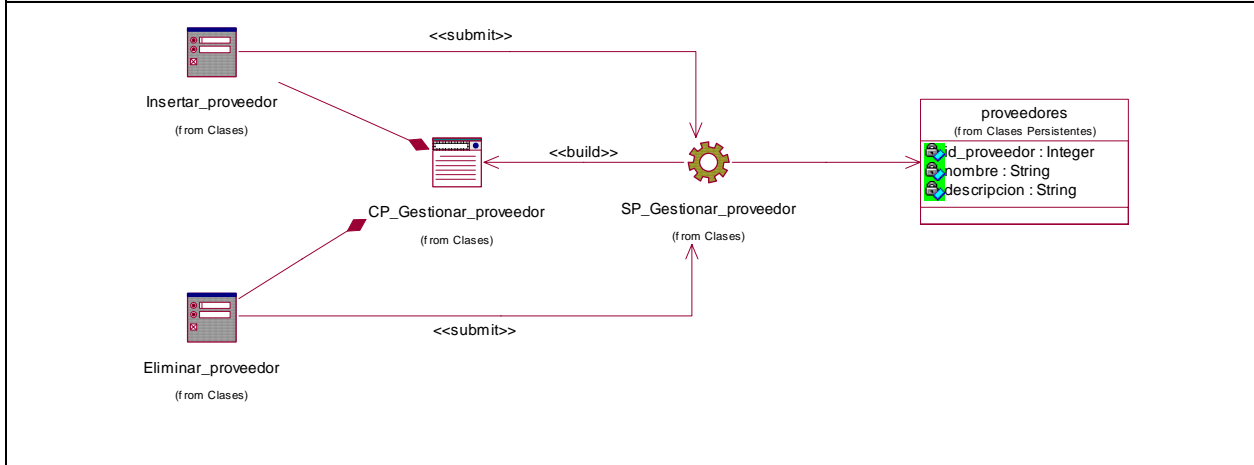 <<submit>>
Insertar_proveedor
(from Clases)
proveedores
(from Clases Persistentes)
id_proveedor : Integer
nombre : String
descripcion : String
<<build>>
CP_Gestionar_proveedor
(from Clases)
SP_Gestionar_proveedor
(from Clases)
<<submit>>
Eliminar_proveedor
(from Clases)